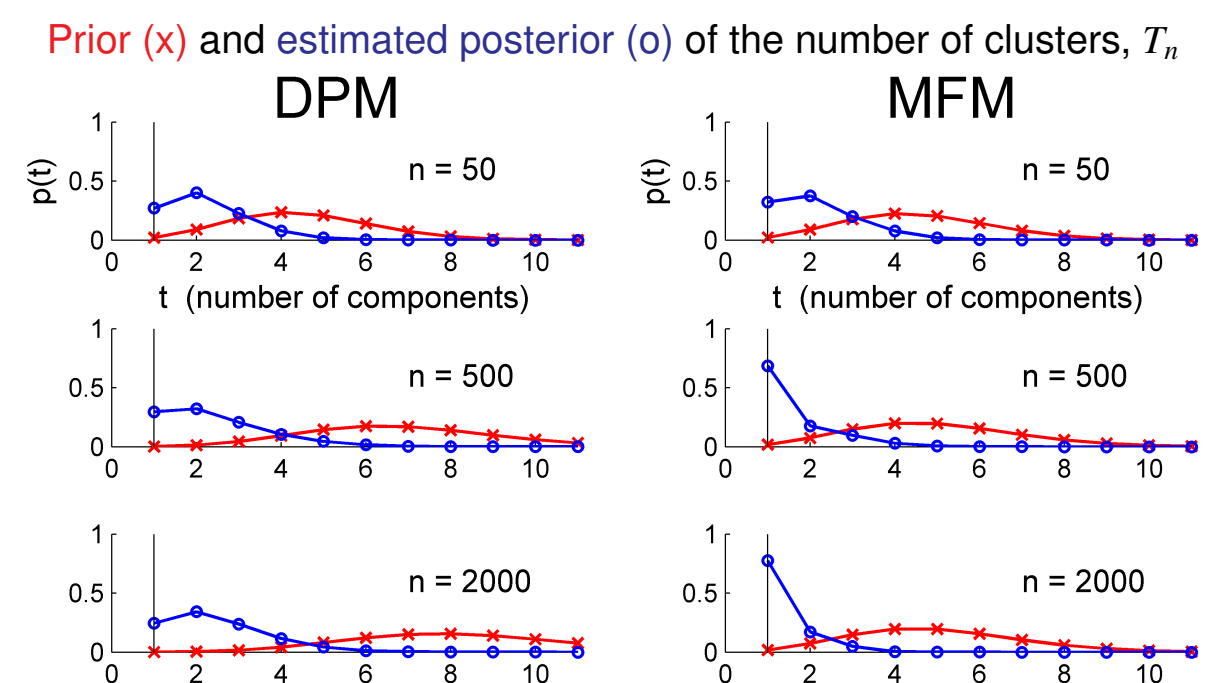 Prior (x) and estimated posterior (o) of the number of clusters, Tn
DPM
1
n = 50
p(t)
0.5
0
0 2 4 6 8 10
t (number of components)
1
n = 500
0.5
0
0 2 4 6 8 10
1
n = 2000
0.5
0
0 2 4 6 8 10
MFM
1
n = 50
p(t)
0.5
0
0 2 4 6 8 10
t (number of components)
1
n = 500
0.5
0
0 2 4 6 8 10
1
n = 2000
0.5
0
0 2 4 6 8 10